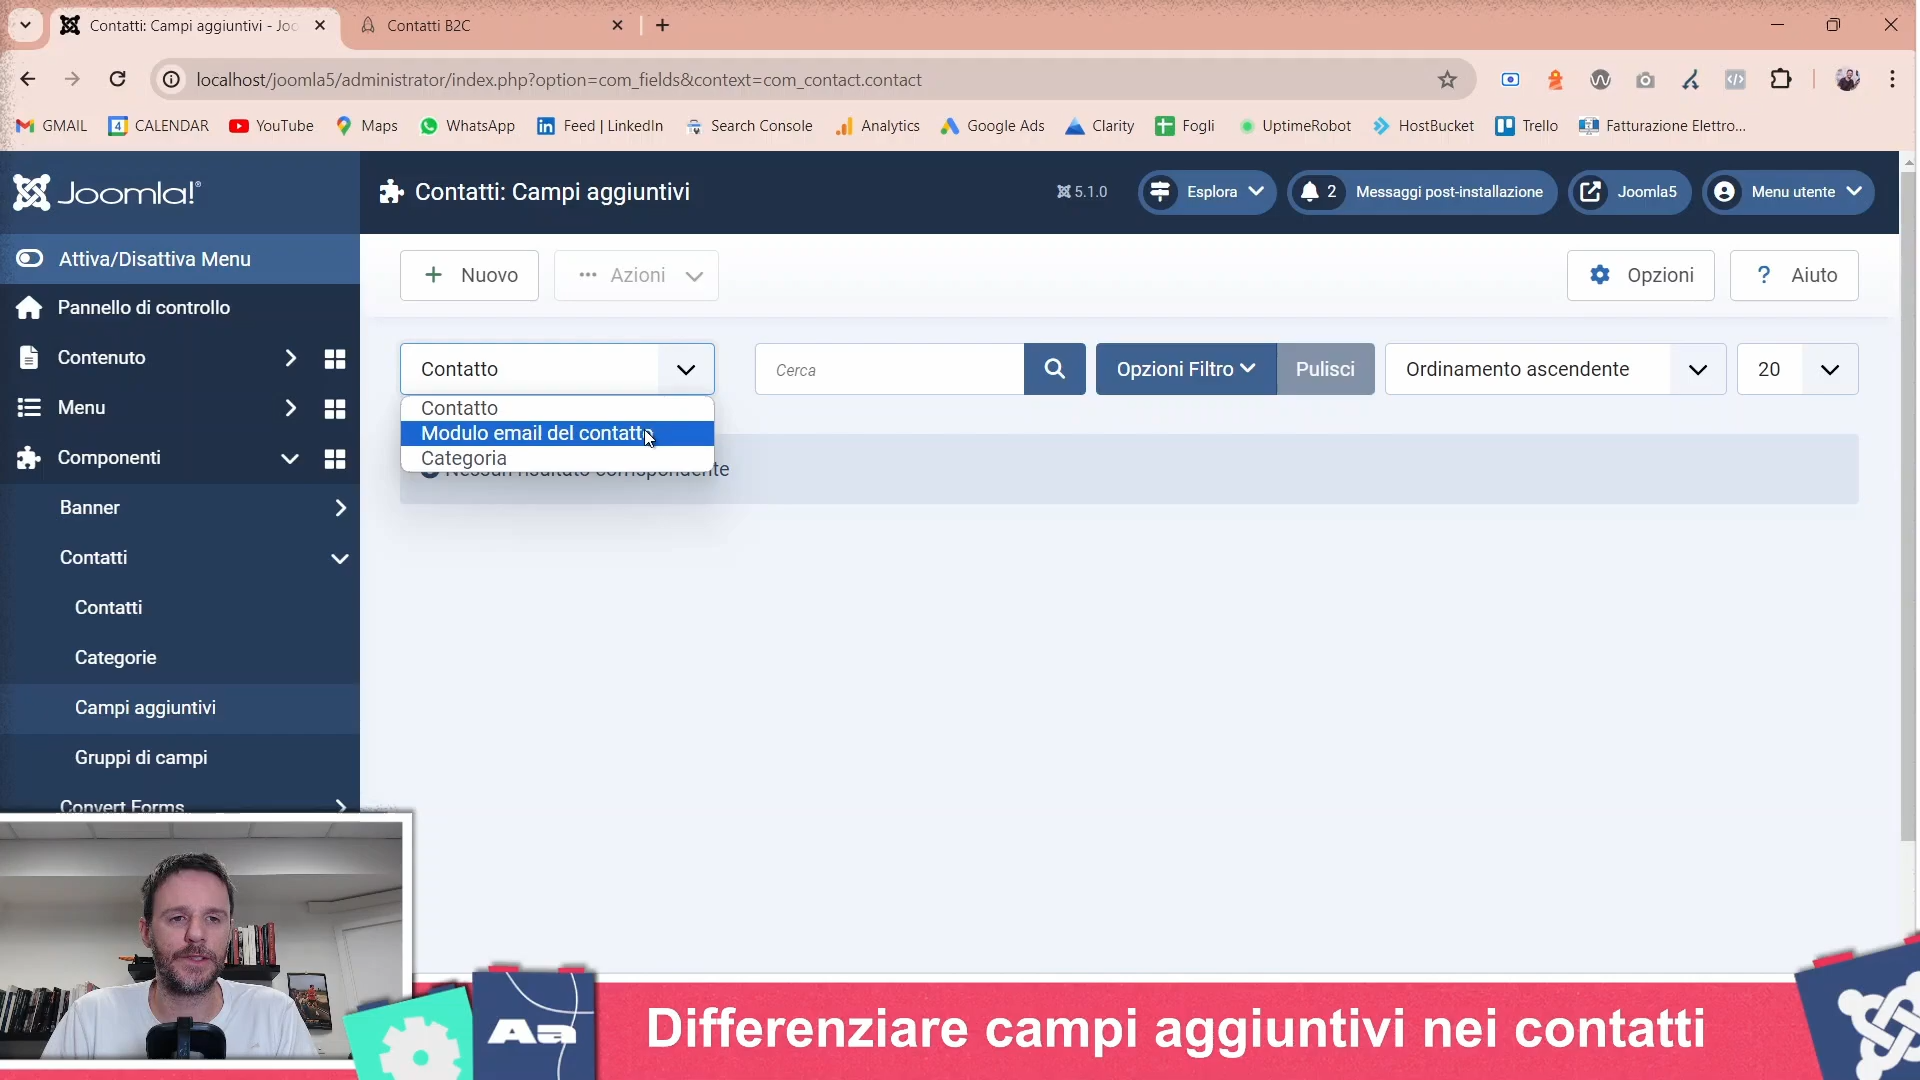 Contatti: Campi aggiuntivi - Joo
Contatti B2C
localhost/joomla5/administrator/index.php?option=com_fields&context=com_contact.contact
GMAIL
CALENDAR
YouTube
Maps
WhatsApp
Feed | LinkedIn
Search Console
Analytics
Google Ads
Clarity
Fogli
UptimeRobot
HostBucket
Trello
Fatturazione Elettro...
Joomla!
Contatti: Campi aggiuntivi
5.1.0
Esplora
2
Messaggi post-installazione
Joomla5
Menu utente
Attiva/Disattiva Menu
Pannello di controllo
Contenuto
Menu
Componenti
Banner
Contatti
Contatti
Categorie
Campi aggiuntivi
Gruppi di campi
Convert Forms
Nuovo
Azioni
Opzioni
? Aiuto
Contatto
Cerca
Opzioni Filtro
Pulisci
Ordinamento ascendente
20
Contatto
Modulo email del contatto
Categoria
Nessun risultato corrispondente
Aa
Differenziare campi aggiuntivi nei contatti